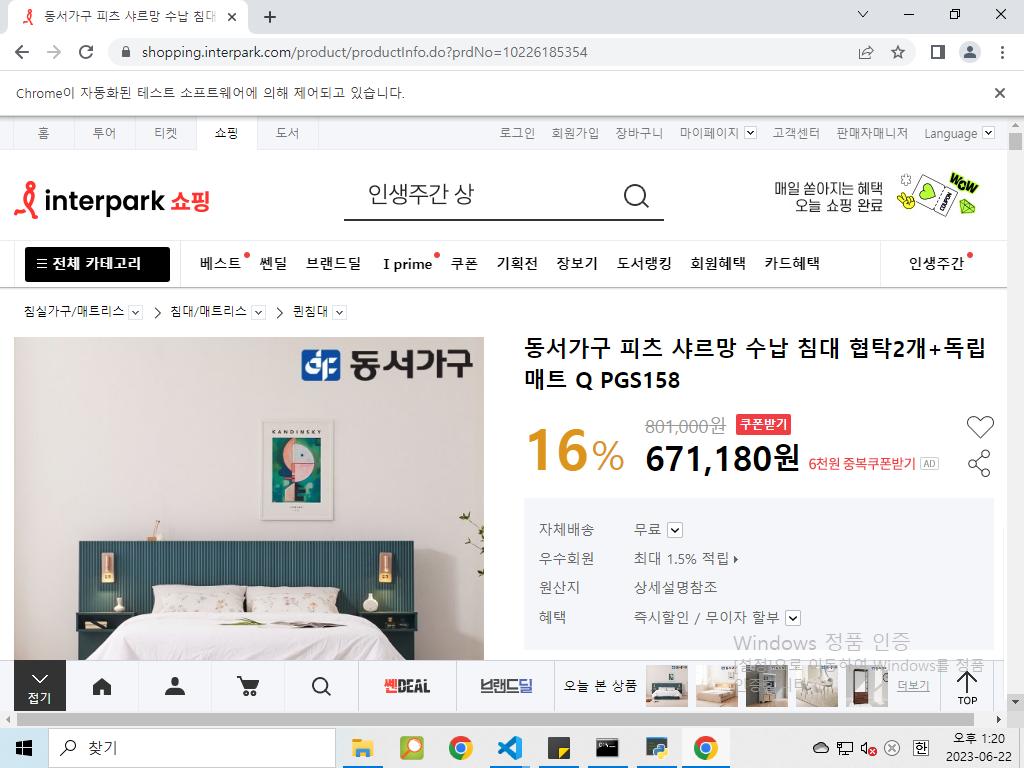 동서가구 피츠 샤르망 수납 침대
shopping.interpark.com/product/productInfo.do?prdNo=10226185354
Chrome이 자동화된 테스트 소프트웨어에 의해 제어되고 있습니다.
홈 투어 티켓 쇼핑 도서 로그인 회원가입 장바구니 마이페이지 고객센터 판매자매니저 Language
interpark 쇼핑
인생주간 상
매일 쏟아지는 혜택
오늘 쇼핑 완료
WOW
COUPON
전체 카테고리 베스트 쎈딜 브랜드딜 I prime 쿠폰 기획전 장보기 도서랭킹 회원혜택 카드혜택 인생주간
침실가구/매트리스 침대/매트리스 퀸침대
동서가구
KANDINSKY
동서가구 피츠 샤르망 수납 침대 협탁2개+독립
매트 Q PGS158
16%
801,000원 쿠폰받기
671,180원 6천원 중복쿠폰받기 AD
자체배송 무료
우수회원 최대 1.5% 적립
원산지 상세설명참조
혜택 즉시할인 / 무이자 할부
Windows 정품 인증
[설정]으로 이동하여 Windows를 정품
접기
쎈DEAL
브랜드딜
오늘 본 상품
더보기
TOP
찾기
한
오후 1:20
2023-06-22